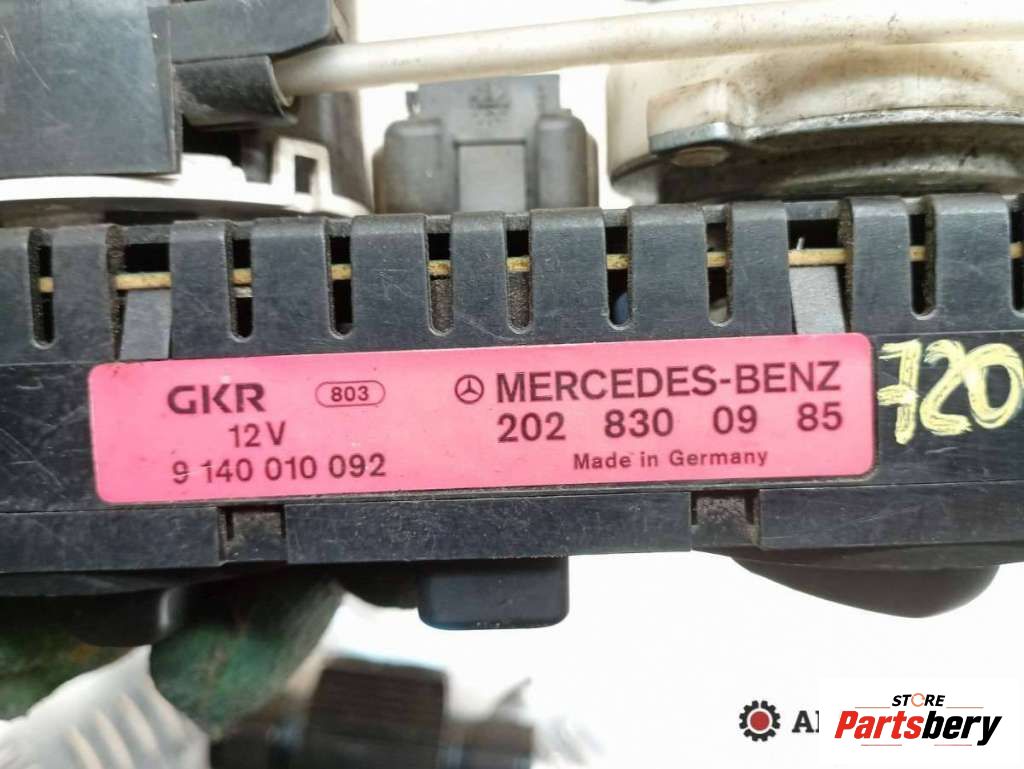 GKR 803
12V
9 140 010 092
MERCEDES-BENZ
202 830 09 85
Made in Germany
720
STORE
Partsbery